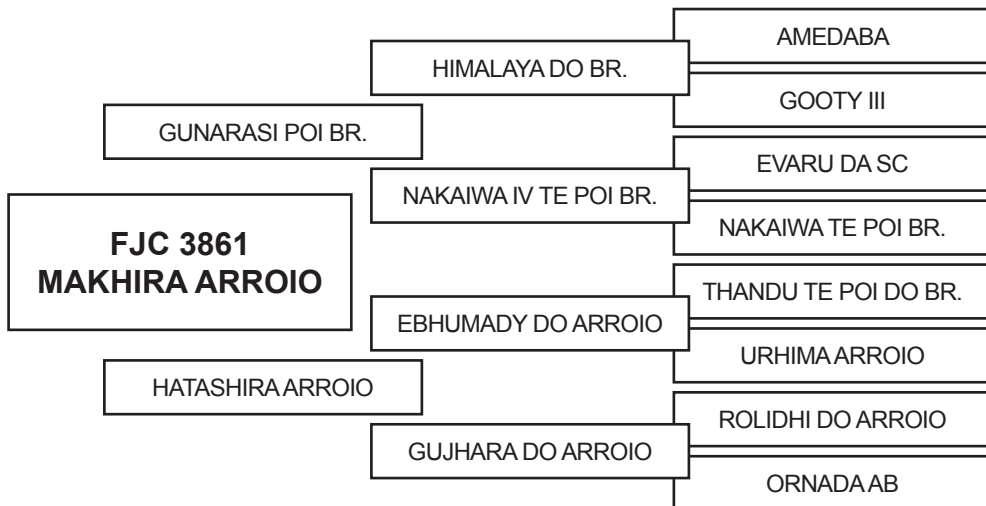 AMEDABA
HIMALAYA DO BR.
GOOTY III
GUNARASI POI BR.
EVARU DA SC
NAKAIWA IV TE POI BR.
NAKAIWA TE POI BR.
FJC 3861
MAKHIRA ARROIO
THANDU TE POI DO BR.
EBHUMADY DO ARROIO
URHIMA ARROIO
HATASHIRA ARROIO
ROLIDHI DO ARROIO
GUJHARA DO ARROIO
ORNADA AB